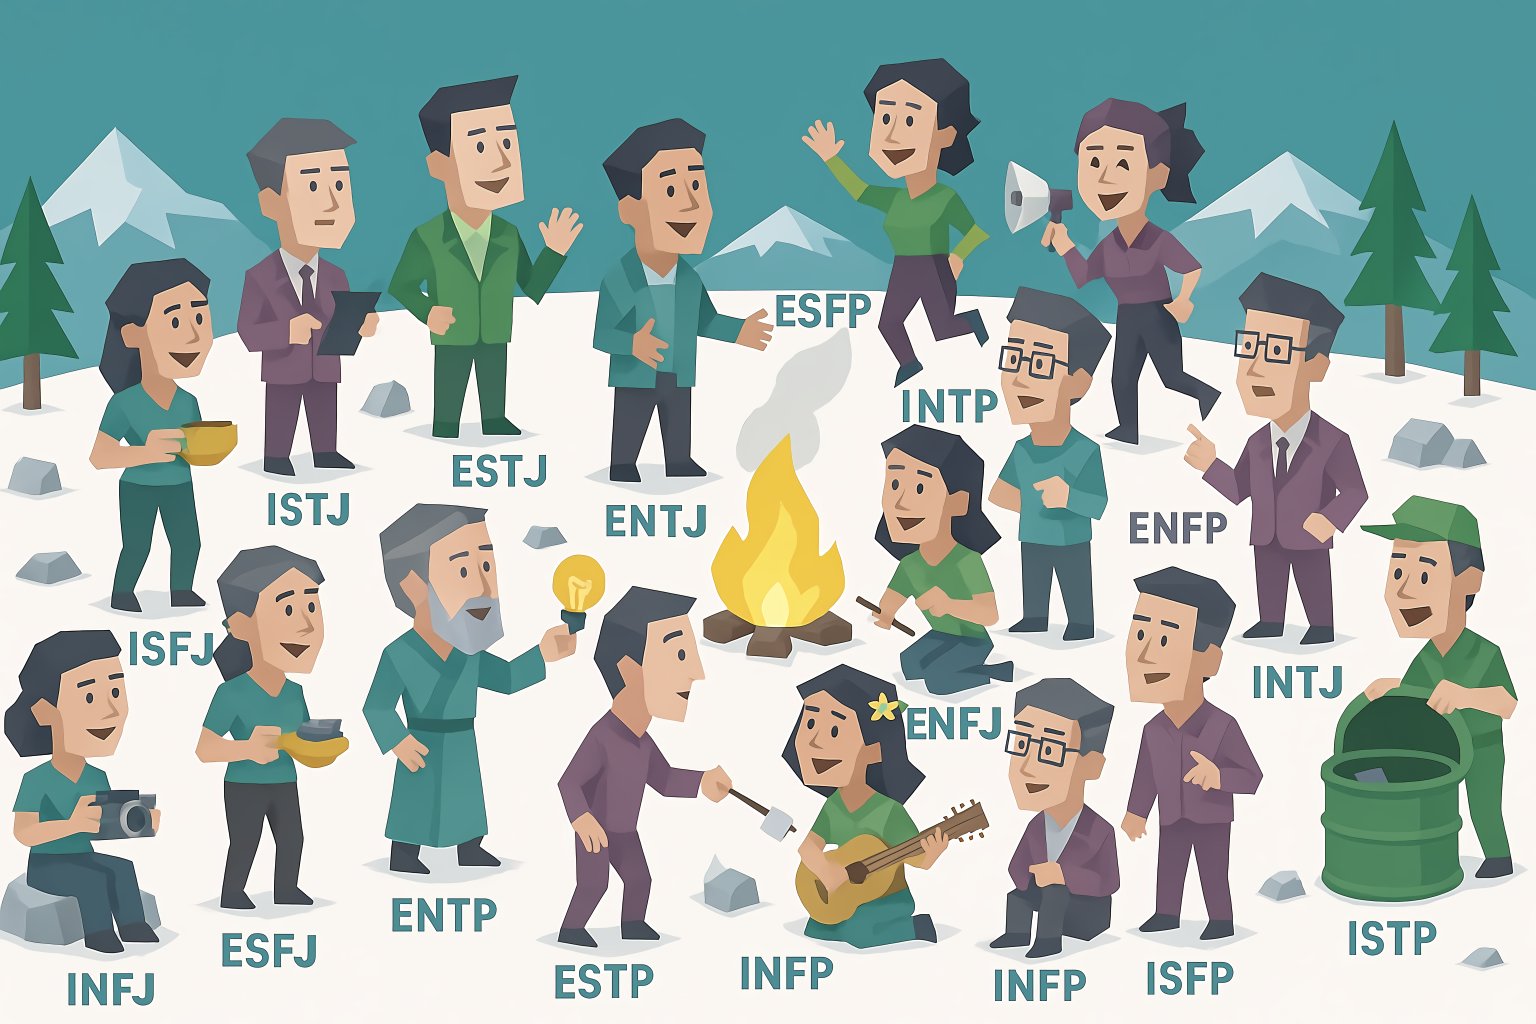 ESFP
INTP
ESTJ
ISTJ
ENTJ
ENFP
ISFJ
INTJ
ENFJ
ENTP
ISTP
ESFJ
INFP
ESTP
ISFP
INFP
INFJ